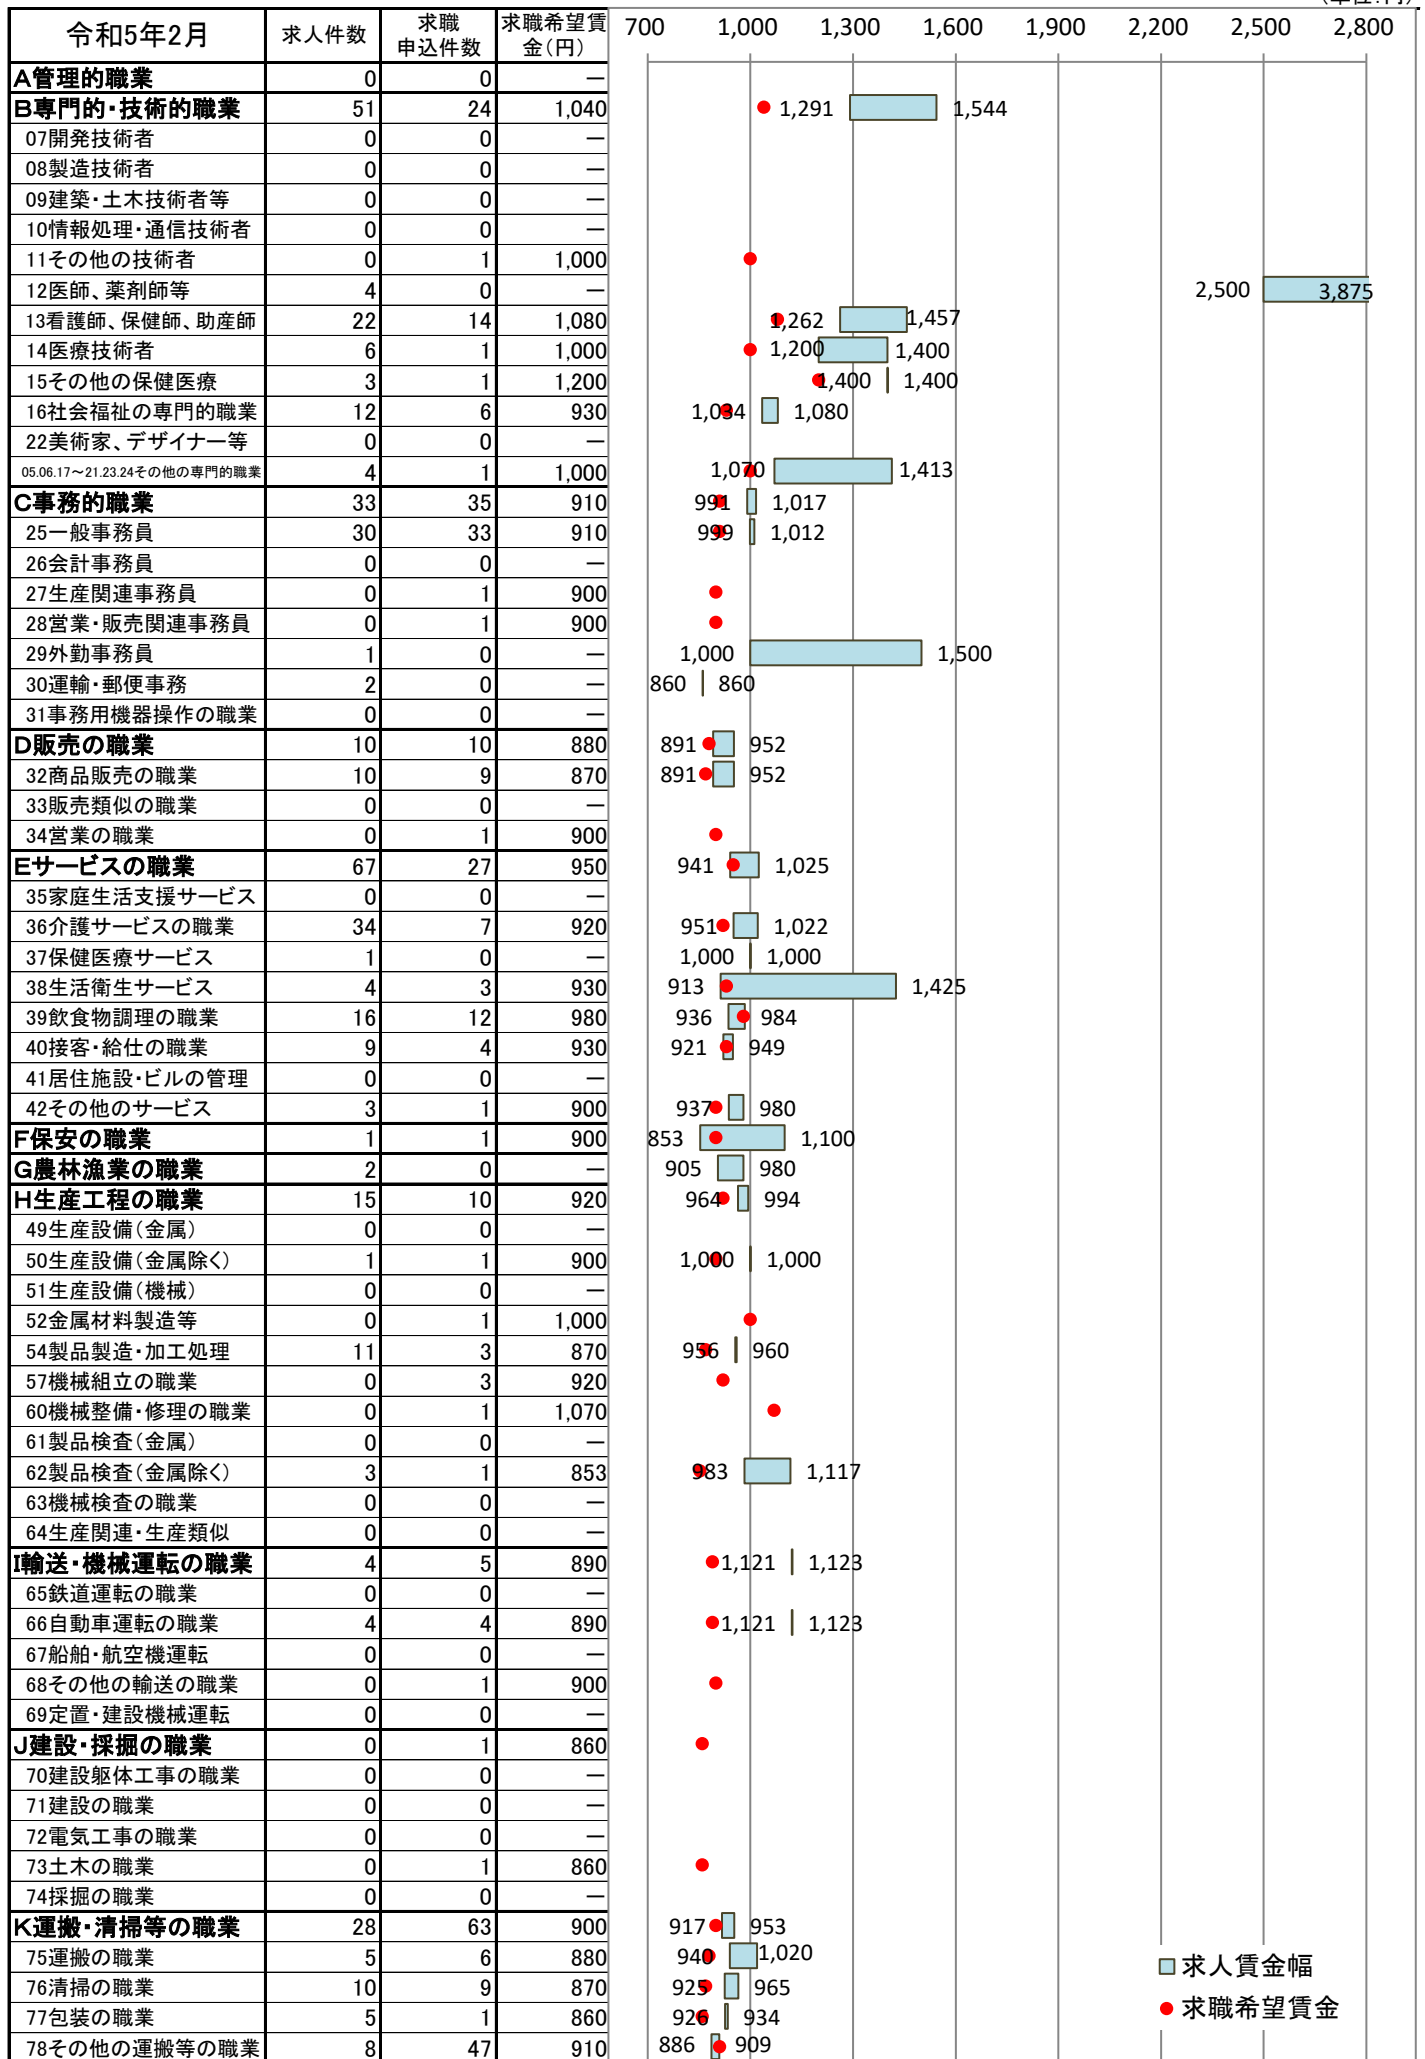 (単位:円)
令和5年2月 求人件数 求職申込件数 求職希望賃金(円) 700 1,000 1,300 1,600 1,900 2,200 2,500 2,800
A管理的職業 0 0 ―
B専門的・技術的職業 51 24 1,040 1,291 1,544
07開発技術者 0 0 ―
08製造技術者 0 0 ―
09建築・土木技術者等 0 0 ―
10情報処理・通信技術者 0 0 ―
11その他の技術者 0 1 1,000
12医師、薬剤師等 4 0 ― 2,500 3,875
13看護師、保健師、助産師 22 14 1,080 1,262 1,457
14医療技術者 6 1 1,000 1,200 1,400
15その他の保健医療 3 1 1,200 1,400 1,400
16社会福祉の専門的職業 12 6 930 1,034 1,080
22美術家、デザイナー等 0 0 ―
05.06.17～21.23.24その他の専門的職業 4 1 1,000 1,070 1,413
C事務的職業 33 35 910 991 1,017
25一般事務員 30 33 910 999 1,012
26会計事務員 0 0 ―
27生産関連事務員 0 1 900
28営業・販売関連事務員 0 1 900
29外勤事務員 1 0 ― 1,000 1,500
30運輸・郵便事務 2 0 ― 860 860
31事務用機器操作の職業 0 0 ―
D販売の職業 10 10 880 891 952
32商品販売の職業 10 9 870 891 952
33販売類似の職業 0 0 ―
34営業の職業 0 1 900
Eサービスの職業 67 27 950 941 1,025
35家庭生活支援サービス 0 0 ―
36介護サービスの職業 34 7 920 951 1,022
37保健医療サービス 1 0 ― 1,000 1,000
38生活衛生サービス 4 3 930 913 1,425
39飲食物調理の職業 16 12 980 936 984
40接客・給仕の職業 9 4 930 921 949
41居住施設・ビルの管理 0 0 ―
42その他のサービス 3 1 900 937 980
F保安の職業 1 1 900 853 1,100
G農林漁業の職業 2 0 ― 905 980
H生産工程の職業 15 10 920 964 994
49生産設備(金属) 0 0 ―
50生産設備(金属除く) 1 1 900 1,000 1,000
51生産設備(機械) 0 0 ―
52金属材料製造等 0 1 1,000
54製品製造・加工処理 11 3 870 956 960
57機械組立の職業 0 3 920
60機械整備・修理の職業 0 1 1,070
61製品検査(金属) 0 0 ―
62製品検査(金属除く) 3 1 853 983 1,117
63機械検査の職業 0 0 ―
64生産関連・生産類似 0 0 ―
I輸送・機械運転の職業 4 5 890 1,121 1,123
65鉄道運転の職業 0 0 ―
66自動車運転の職業 4 4 890 1,121 1,123
67船舶・航空機運転 0 0 ―
68その他の輸送の職業 0 1 900
69定置・建設機械運転 0 0 ―
J建設・採掘の職業 0 1 860
70建設躯体工事の職業 0 0 ―
71建設の職業 0 0 ―
72電気工事の職業 0 0 ―
73土木の職業 0 1 860
74採掘の職業 0 0 ―
K運搬・清掃等の職業 28 63 900 917 953
75運搬の職業 5 6 880 940 1,020
76清掃の職業 10 9 870 925 965
77包装の職業 5 1 860 926 934
78その他の運搬等の職業 8 47 910 886 909
求人賃金幅
求職希望賃金